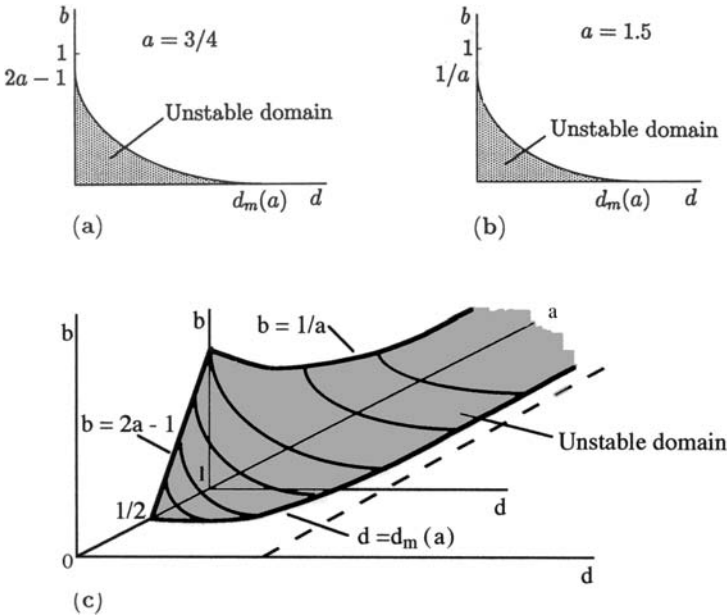 b
a = 3/4
1
2a − 1
Unstable domain
d_m(a)
d
(a)
b
a = 1.5
1
1/a
Unstable domain
d_m(a)
d
(b)
b
b
b = 1/a
a
b = 2a - 1
1
Unstable domain
1/2
d
d = d_m (a)
0
d
(c)